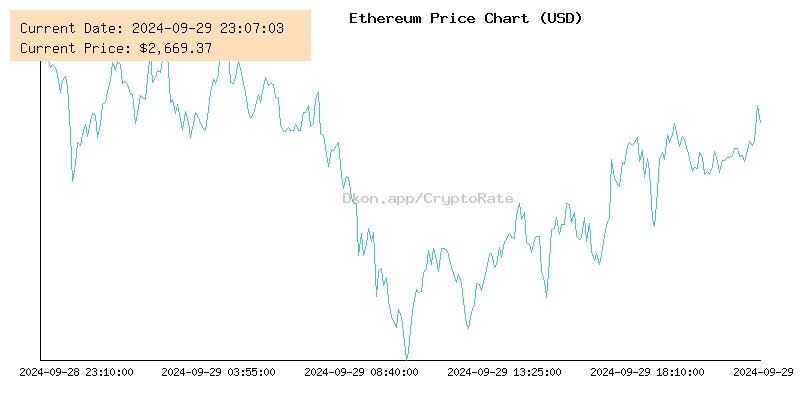 Ethereum Price Chart (USD)
Current Date: 2024-09-29 23:07:03
Current Price: $2,669.37
Dkon.app/CryptoRate
2024-09-28 23:10:00 2024-09-29 03:55:00 2024-09-29 08:40:00 2024-09-29 13:25:00 2024-09-29 18:10:00 2024-09-29